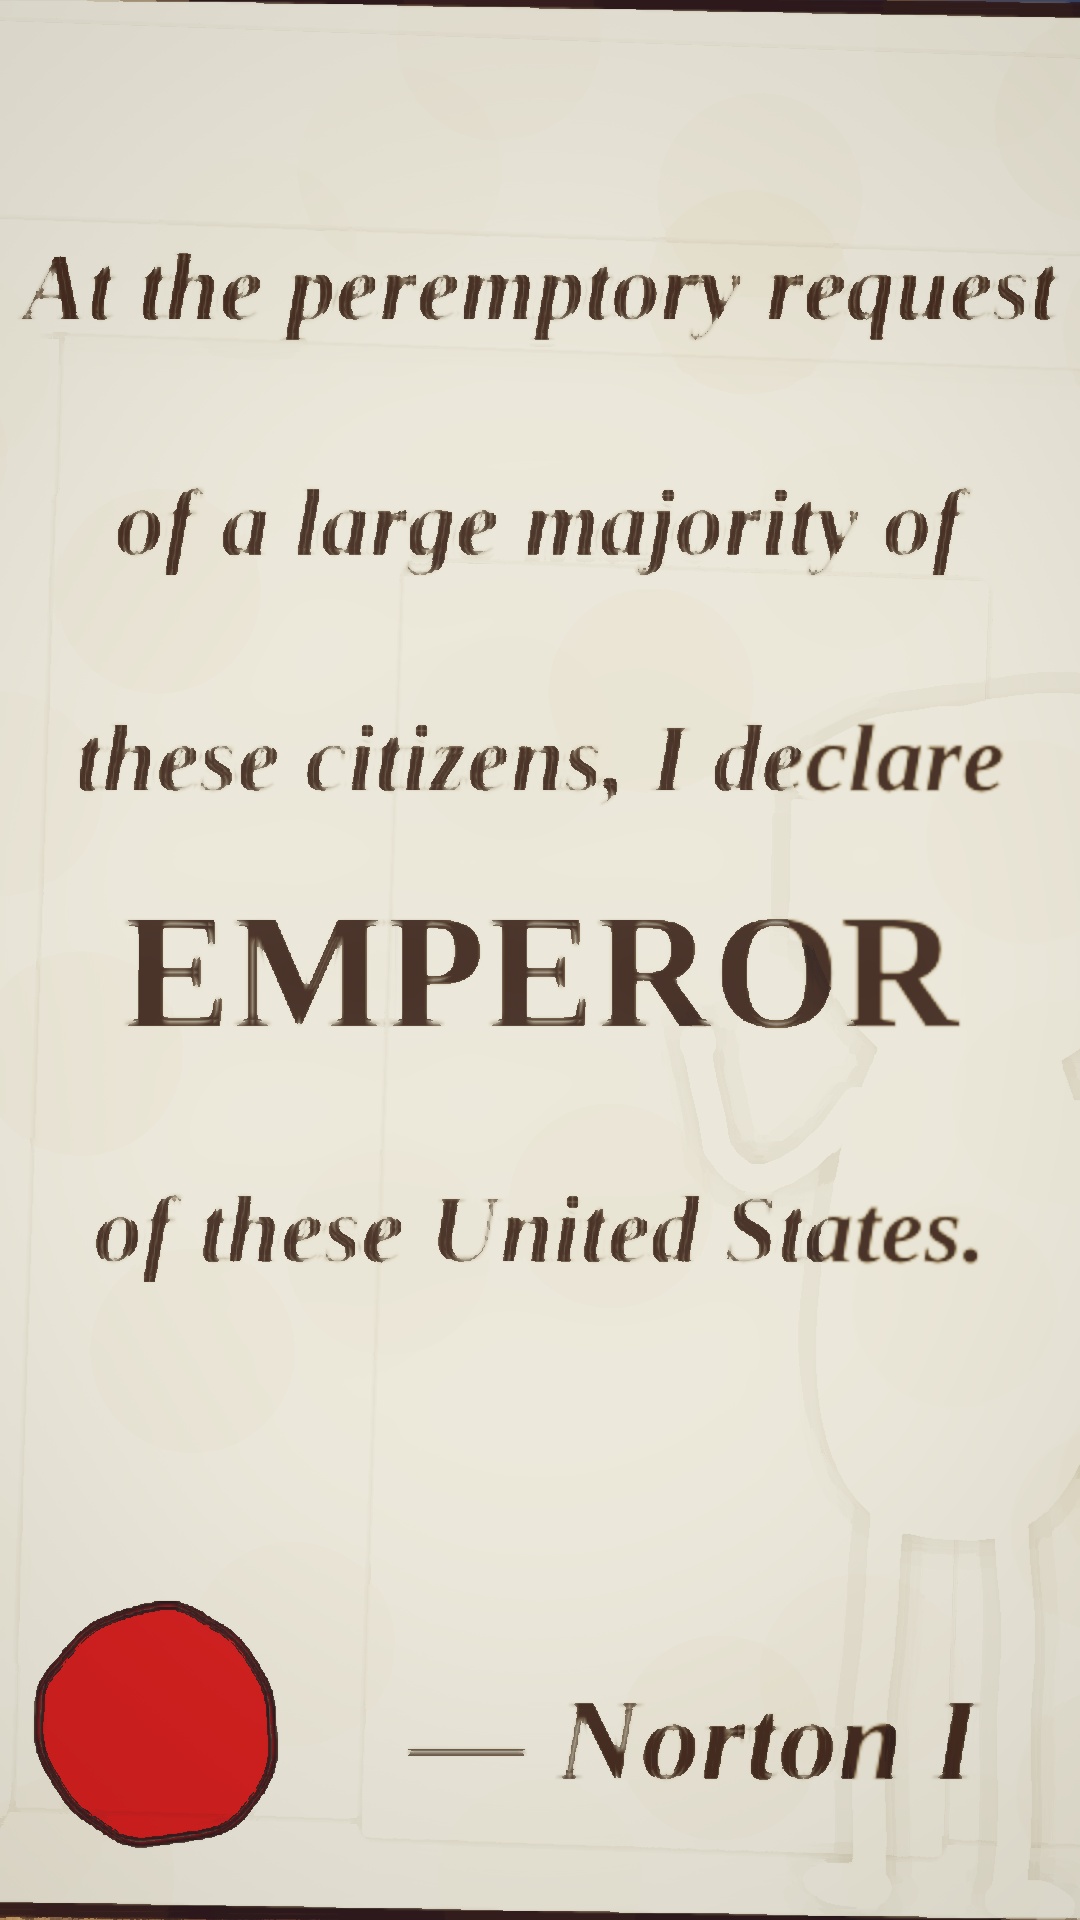 At the peremptory request
of a large majority of
these citizens, I declare
EMPEROR
of these United States.
— Norton I